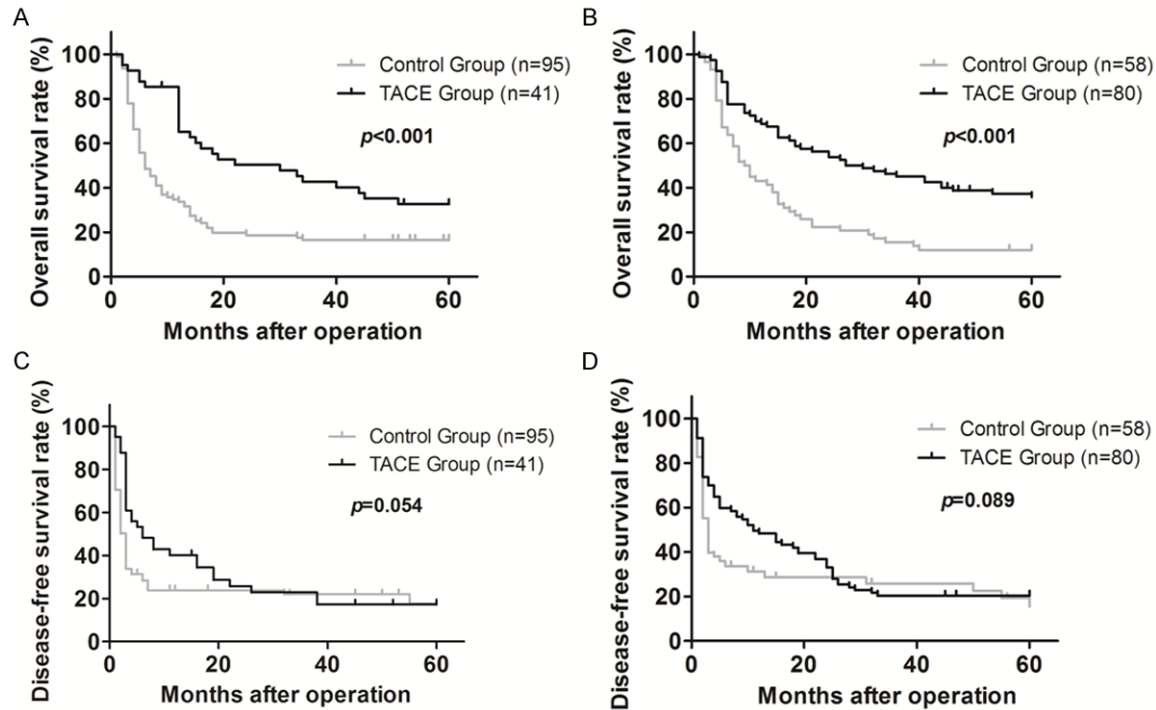 A
Overall survival rate (%)
100
80
60
40
20
0
Control Group (n=95)
TACE Group (n=41)
p<0.001
0 20 40 60
Months after operation
B
Overall survival rate (%)
100
80
60
40
20
0
Control Group (n=58)
TACE Group (n=80)
p<0.001
0 20 40 60
Months after operation
C
Disease-free survival rate (%)
100
80
60
40
20
0
Control Group (n=95)
TACE Group (n=41)
p=0.054
0 20 40 60
Months after operation
D
Disease-free survival rate (%)
100
80
60
40
20
0
Control Group (n=58)
TACE Group (n=80)
p=0.089
0 20 40 60
Months after operation